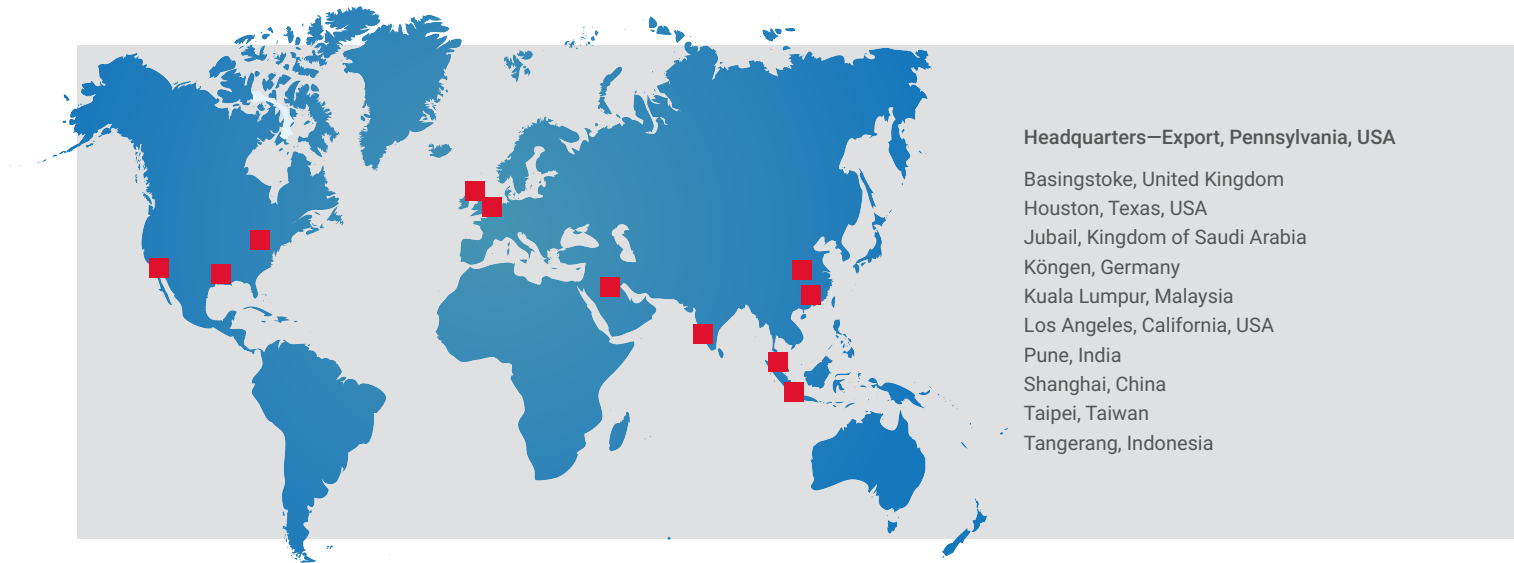 Headquarters—Export, Pennsylvania, USA
Basingstoke, United Kingdom
Houston, Texas, USA
Jubail, Kingdom of Saudi Arabia
Köngen, Germany
Kuala Lumpur, Malaysia
Los Angeles, California, USA
Pune, India
Shanghai, China
Taipei, Taiwan
Tangerang, Indonesia